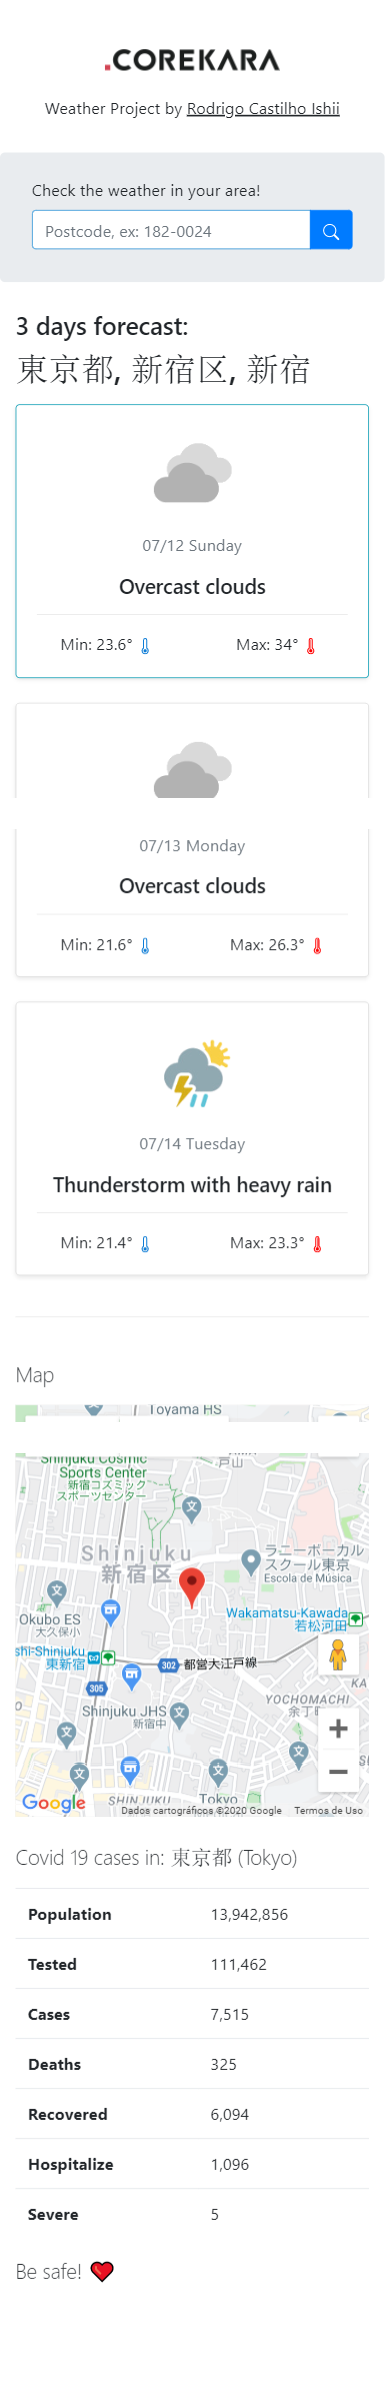 .COREKARA
Weather Project by Rodrigo Castilho Ishii
Check the weather in your area!
Postcode, ex: 182-0024
3 days forecast:
東京都, 新宿区, 新宿
07/12 Sunday
Overcast clouds
Min: 23.6° Max: 34°
07/13 Monday
Overcast clouds
Min: 21.6° Max: 26.3°
07/14 Tuesday
Thunderstorm with heavy rain
Min: 21.4° Max: 23.3°
Map
Toyama HS
Shinjuku Cosmic
Sports Center
新宿コズミック
スポーツセンター
戸山
Shinjuku
新宿区
ラニーボーカル
スクール東京
Escola de Música
Okubo ES
大久保小
Wakamatsu-Kawada
若松河田
shi-Shinjuku
東新宿
302 都営大江戸線
KA
305
YOCHOMACHI
余丁町
Shinjuku JHS
新宿中
SHINJUKU
Tokyo
Google
Dados cartográficos ©2020 Google Termos de Uso
Covid 19 cases in: 東京都 (Tokyo)
Population 13,942,856
Tested 111,462
Cases 7,515
Deaths 325
Recovered 6,094
Hospitalize 1,096
Severe 5
Be safe!